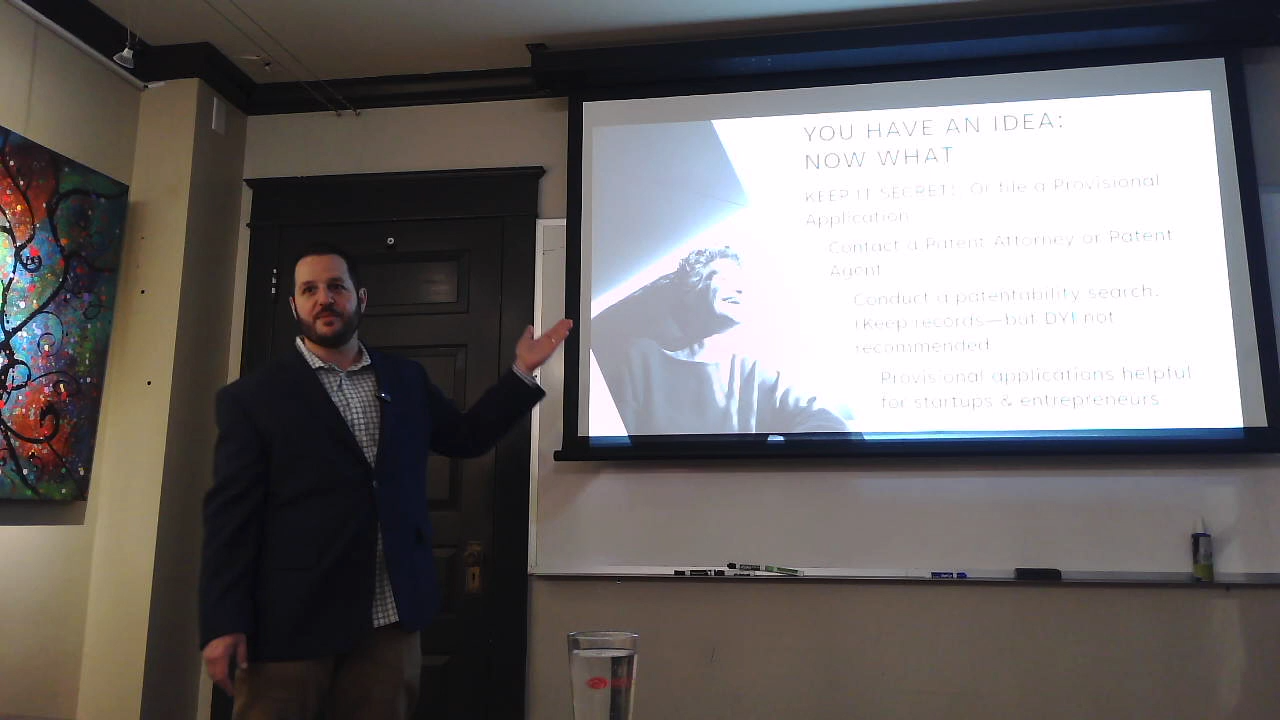 YOU HAVE AN IDEA:
NOW WHAT
KEEP IT SECRET! Or file a Provisional
Application
Contact a Patent Attorney or Patent
Agent
Conduct a patentability search.
(Keep records—but DYI not
recommended
Provisional applications helpful
for startups & entrepreneurs